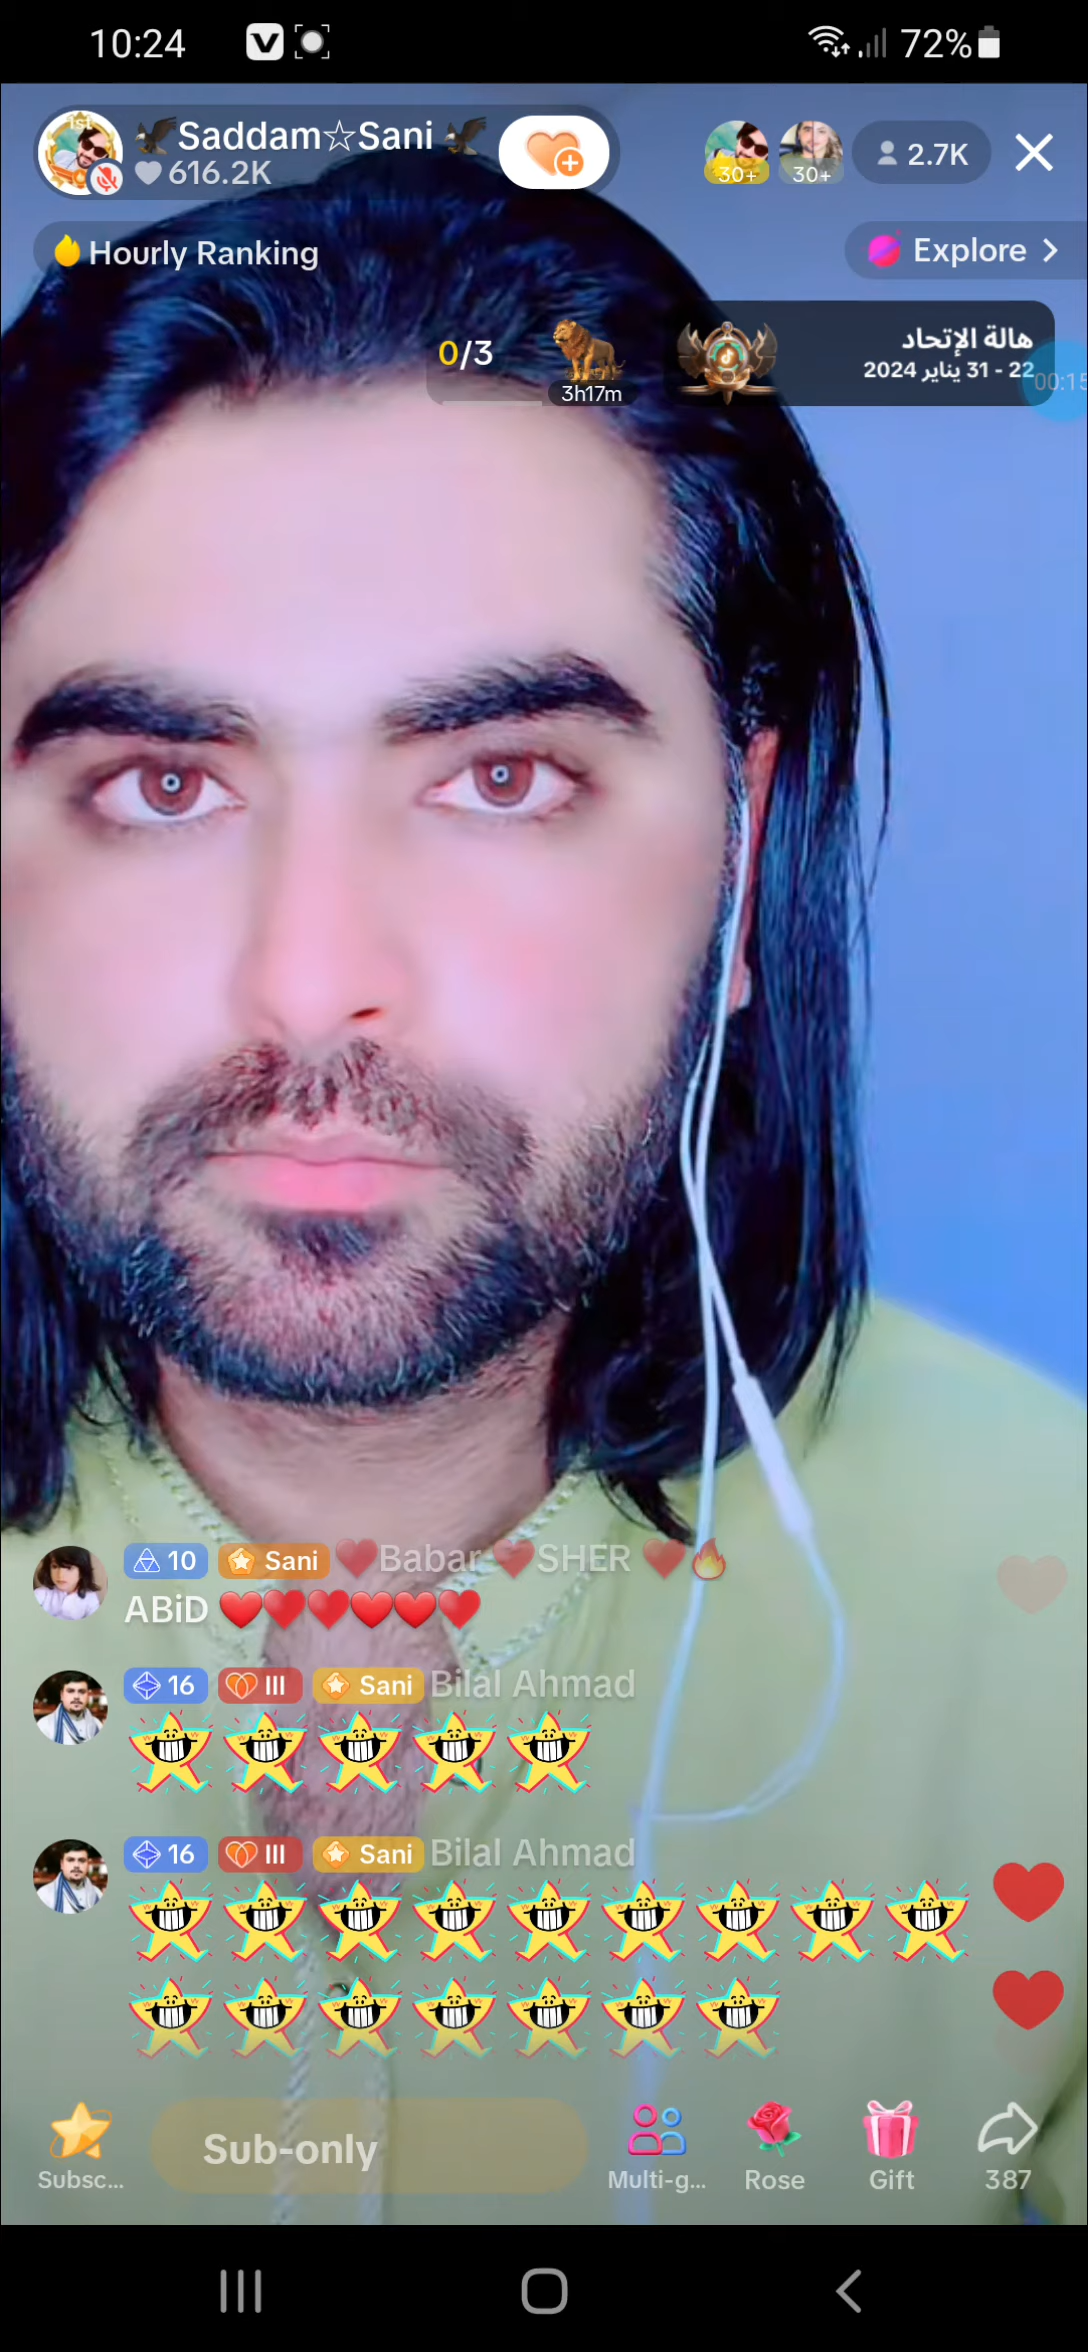 10:24
72%
🦅Saddam☆Sani🦅
616.2K
1st
30+
30+
2.7K
Hourly Ranking
Explore
0/3
3h17m
هالة الإتحاد
22 - 31 يناير 2024
00:15
10 Sani ❤️Babar❤️SHER ❤️🔥
ABiD ❤️❤️❤️❤️❤️❤️
16 III Sani Bilal Ahmad
16 III Sani Bilal Ahmad
Sub-only
Subsc...
Multi-g...
Rose
Gift
387